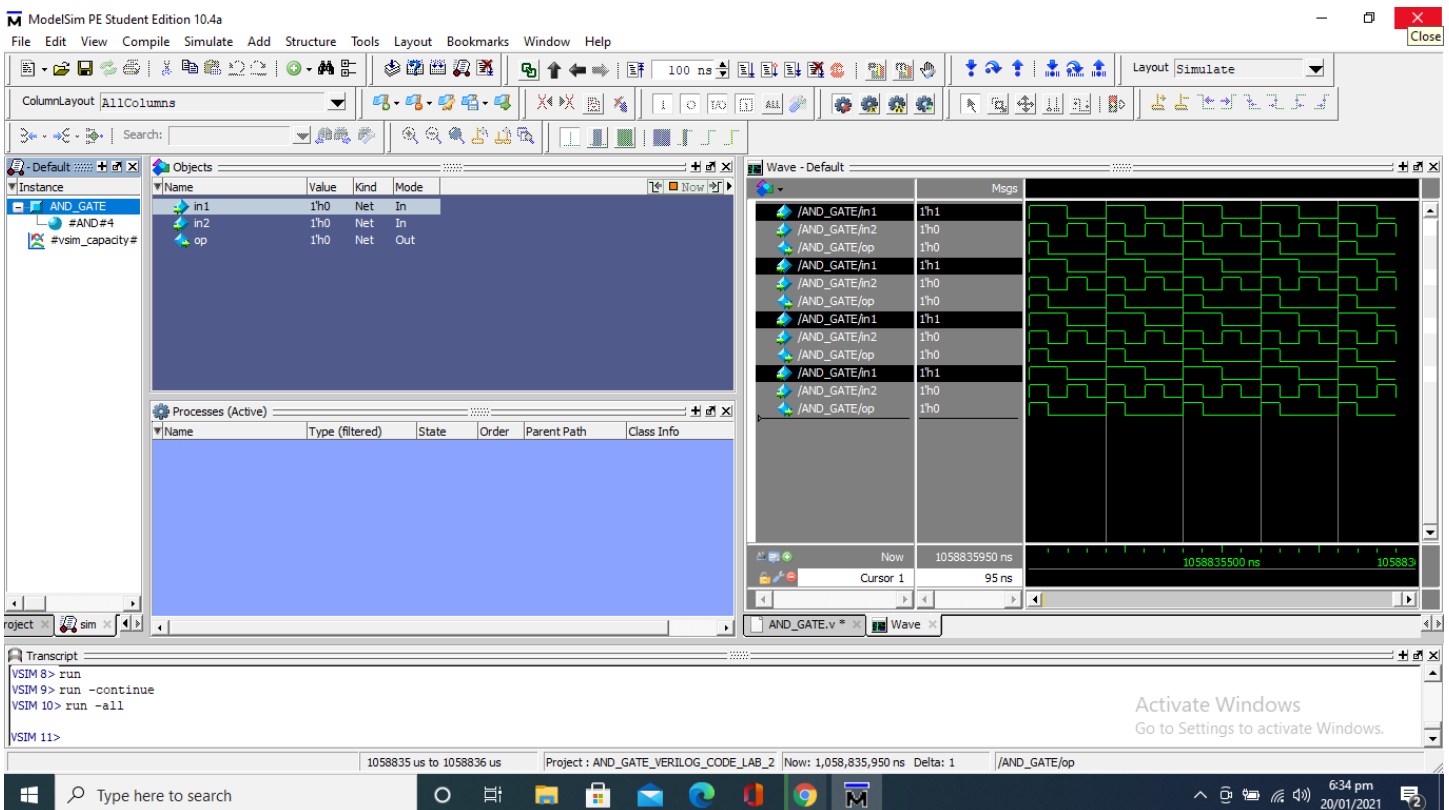 ModelSim PE Student Edition 10.4a
Close
File Edit View Compile Simulate Add Structure Tools Layout Bookmarks Window Help
100 ns
Layout Simulate
ColumnLayout AllColumns
Search:
- Default
Instance
AND_GATE
#AND#4
#vsim_capacity#
Objects
Name Value Kind Mode Now
in1 1'h0 Net In
in2 1'h0 Net In
op 1'h0 Net Out
Processes (Active)
Name Type (filtered) State Order Parent Path Class Info
Wave - Default
Msgs
/AND_GATE/in1 1'h1
/AND_GATE/in2 1'h0
/AND_GATE/op 1'h0
/AND_GATE/in1 1'h1
/AND_GATE/in2 1'h0
/AND_GATE/op 1'h0
/AND_GATE/in1 1'h1
/AND_GATE/in2 1'h0
/AND_GATE/op 1'h0
/AND_GATE/in1 1'h1
/AND_GATE/in2 1'h0
/AND_GATE/op 1'h0
Now 1058835950 ns
1058835500 ns 105883
Cursor 1 95 ns
roject sim
AND_GATE.v * Wave
Transcript
VSIM 8> run
VSIM 9> run -continue
VSIM 10> run -all
VSIM 11>
Activate Windows
Go to Settings to activate Windows.
1058835 us to 1058836 us Project : AND_GATE_VERILOG_CODE_LAB_2 Now: 1,058,835,950 ns Delta: 1 /AND_GATE/op
Type here to search
6:34 pm
20/01/2021
2